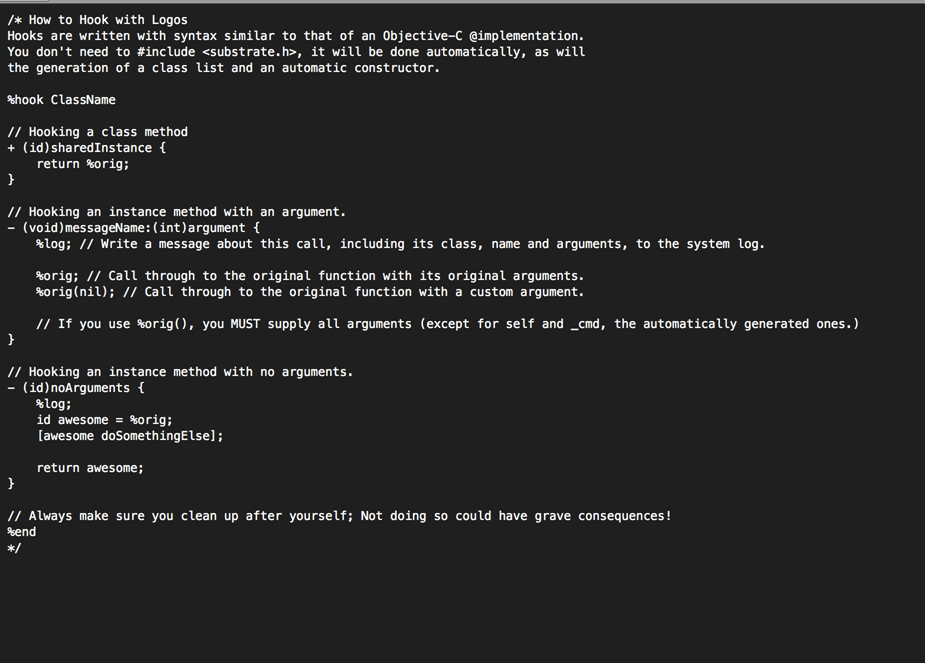 /* How to Hook with Logos
Hooks are written with syntax similar to that of an Objective-C @implementation.
You don't need to #include <substrate.h>, it will be done automatically, as will
the generation of a class list and an automatic constructor.

%hook ClassName

// Hooking a class method
+ (id)sharedInstance {
    return %orig;
}

// Hooking an instance method with an argument.
- (void)messageName:(int)argument {
    %log; // Write a message about this call, including its class, name and arguments, to the system log.

    %orig; // Call through to the original function with its original arguments.
    %orig(nil); // Call through to the original function with a custom argument.

    // If you use %orig(), you MUST supply all arguments (except for self and _cmd, the automatically generated ones.)
}

// Hooking an instance method with no arguments.
- (id)noArguments {
    %log;
    id awesome = %orig;
    [awesome doSomethingElse];

    return awesome;
}

// Always make sure you clean up after yourself; Not doing so could have grave consequences!
%end
*/